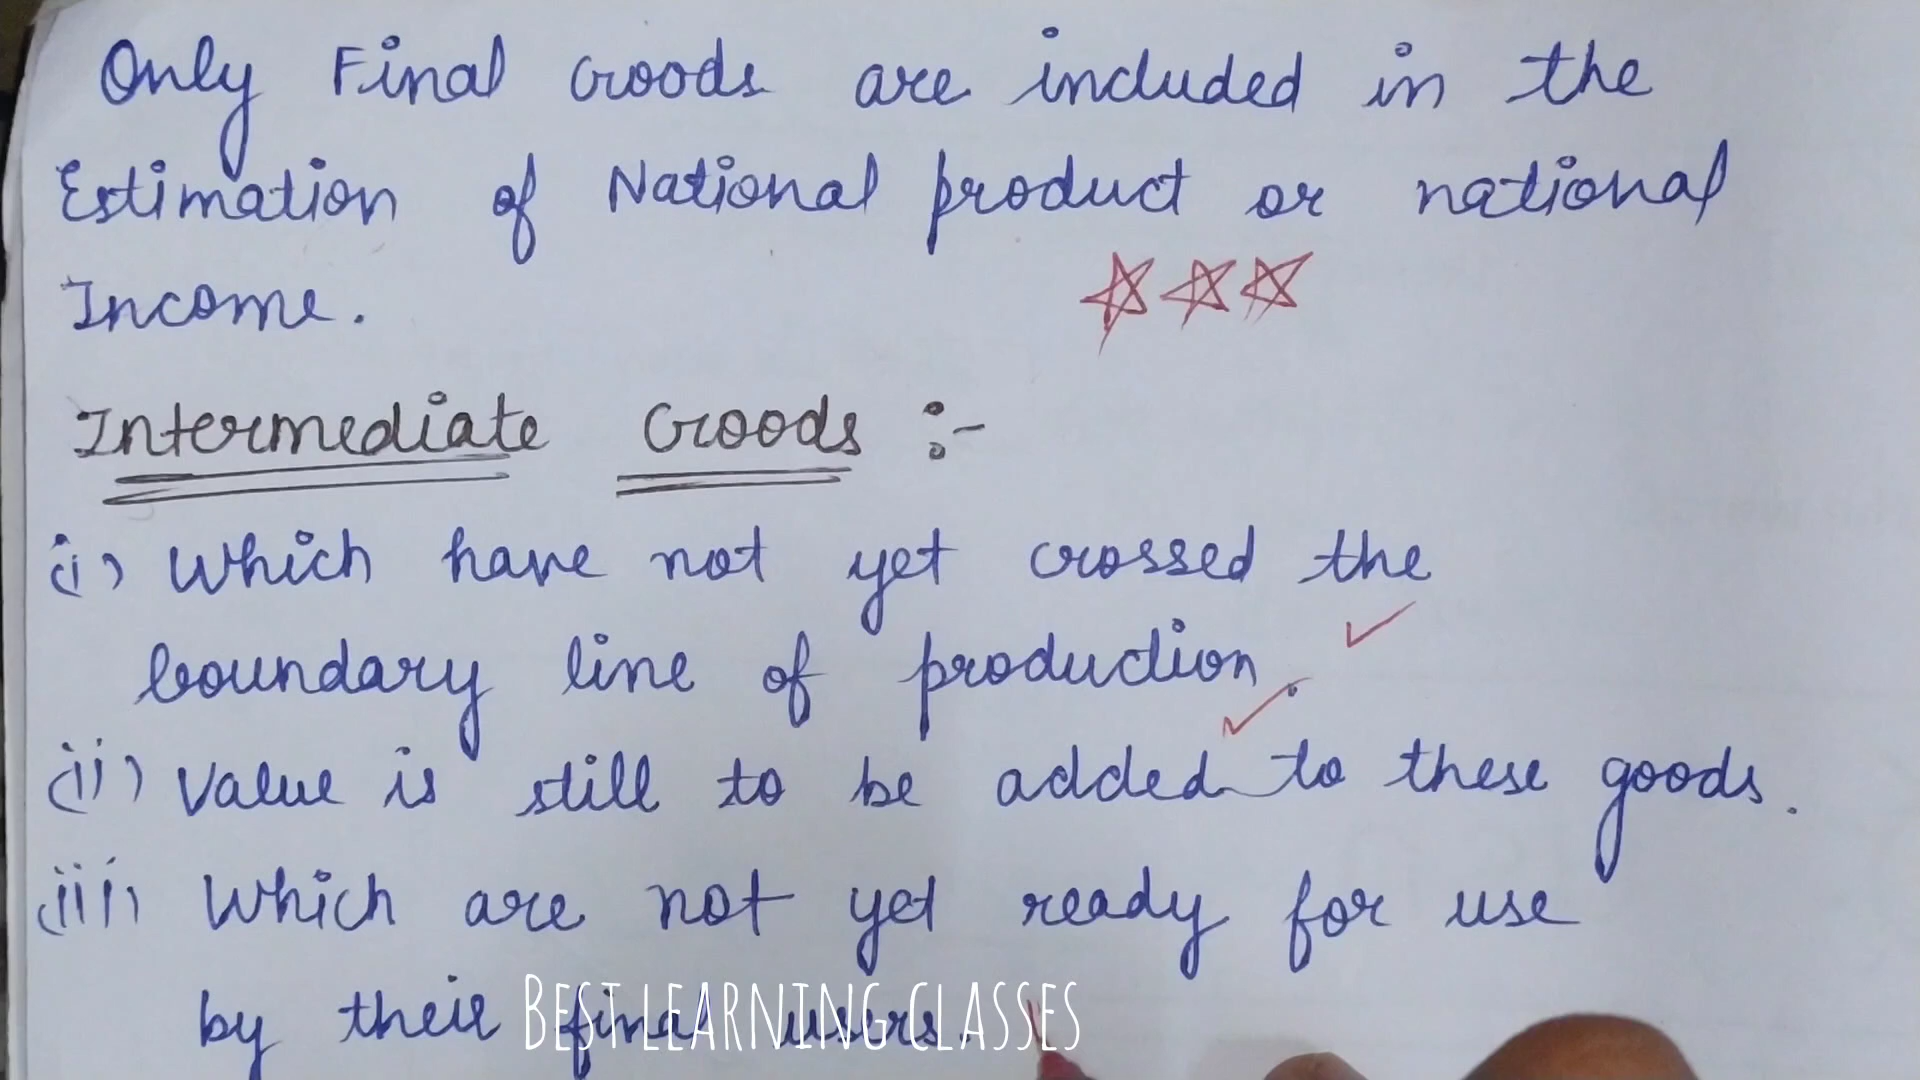 Only Final Goods are included in the
Estimation of National product or national
Income.
Intermediate Goods :-
(i) Which have not yet crossed the
boundary line of production.
(ii) Value is still to be added to these goods.
(iii) Which are not yet ready for use
by their final users.
BEST LEARNING CLASSES